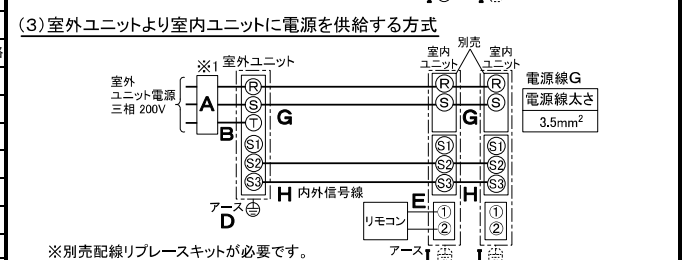 (3)室外ユニットより室内ユニットに電源を供給する方式
※1
室外ユニット
室内
ユニット
別売
室内
ユニット
室外
ユニット電源
三相 200V
A
B
R
S
T
S1
S2
S3
G
H 内外信号線
アース
D
R
S
S1
S2
S3
E
リモコン
①
②
アース
G
H
R
S
S1
S2
S3
①
②
電源線G
電源線太さ
3.5mm²
※別売配線リプレースキットが必要です。